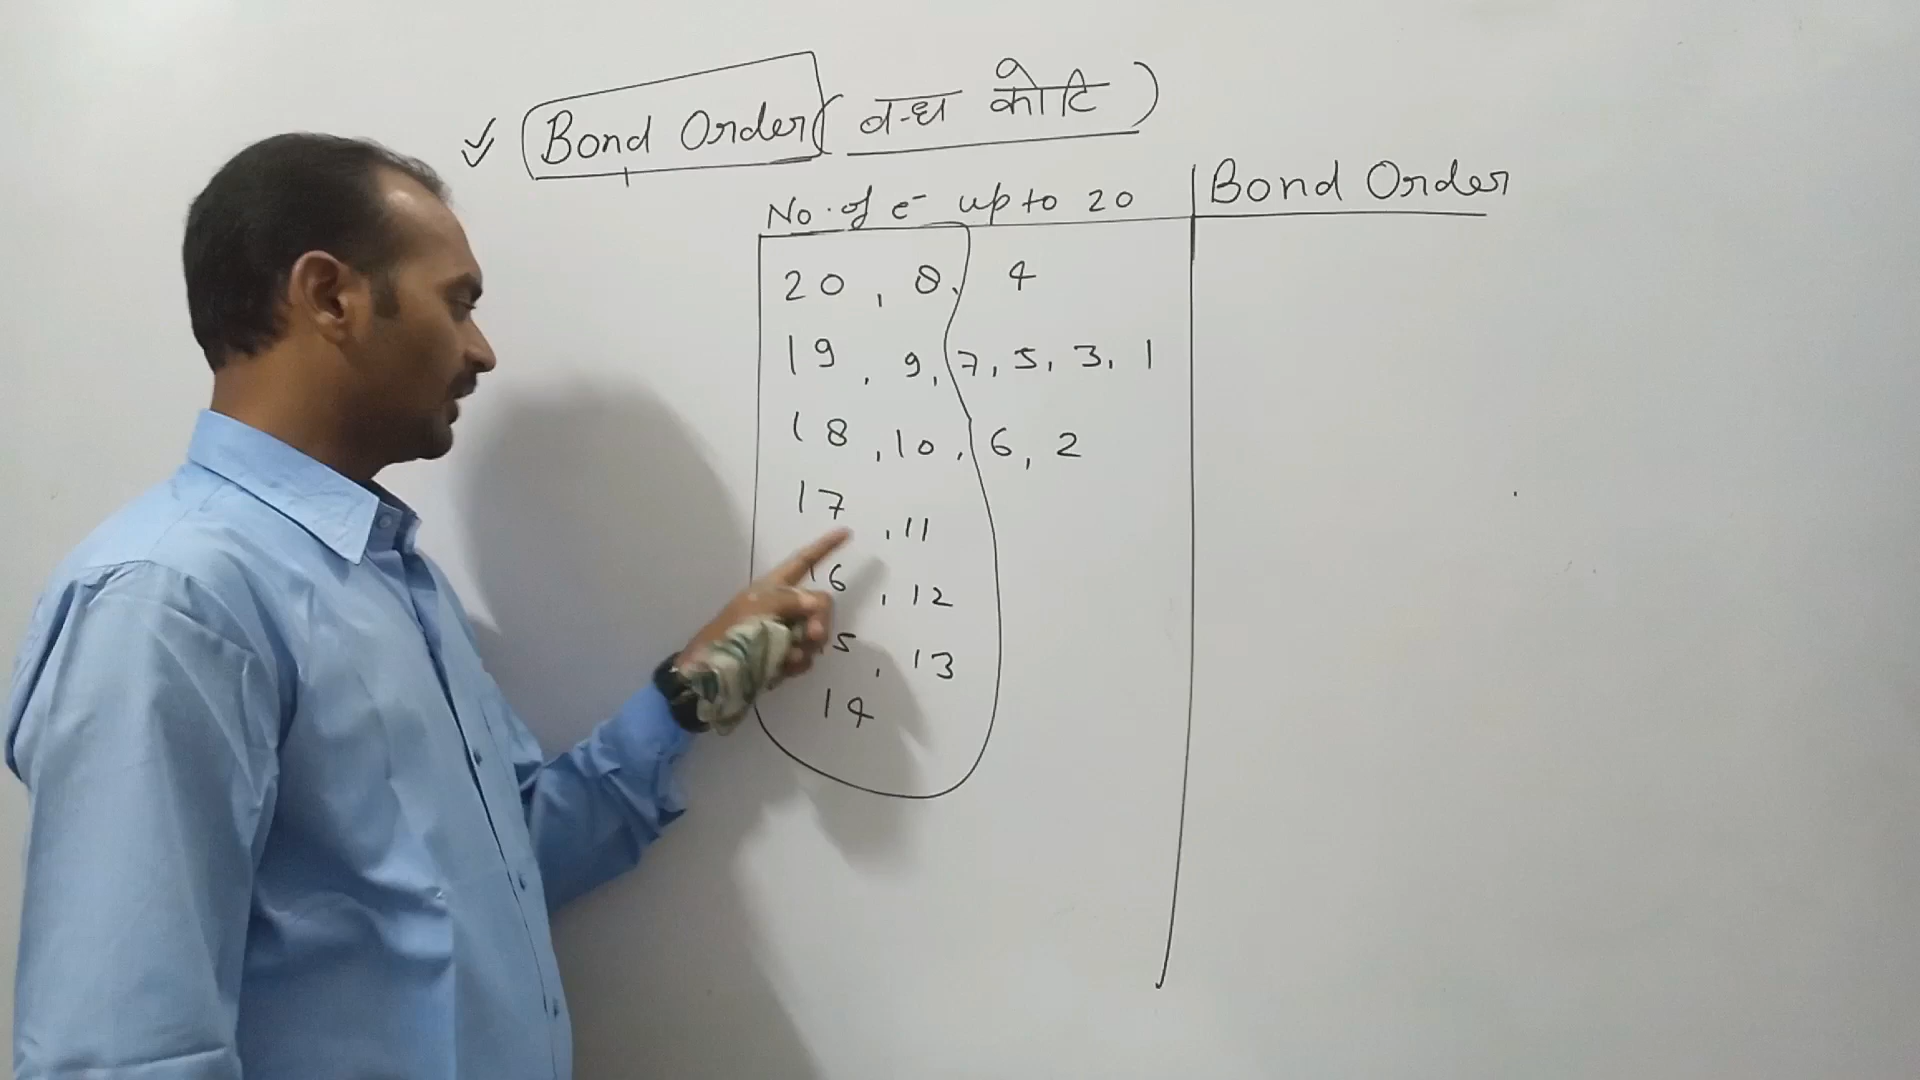 Bond Order (बन्ध कोटि)
No. of e⁻ up to 20 | Bond Order
20, 8, 4
19, 9, 7, 5, 3, 1
18, 10, 6, 2
17, 11
16, 12
5, 13
14